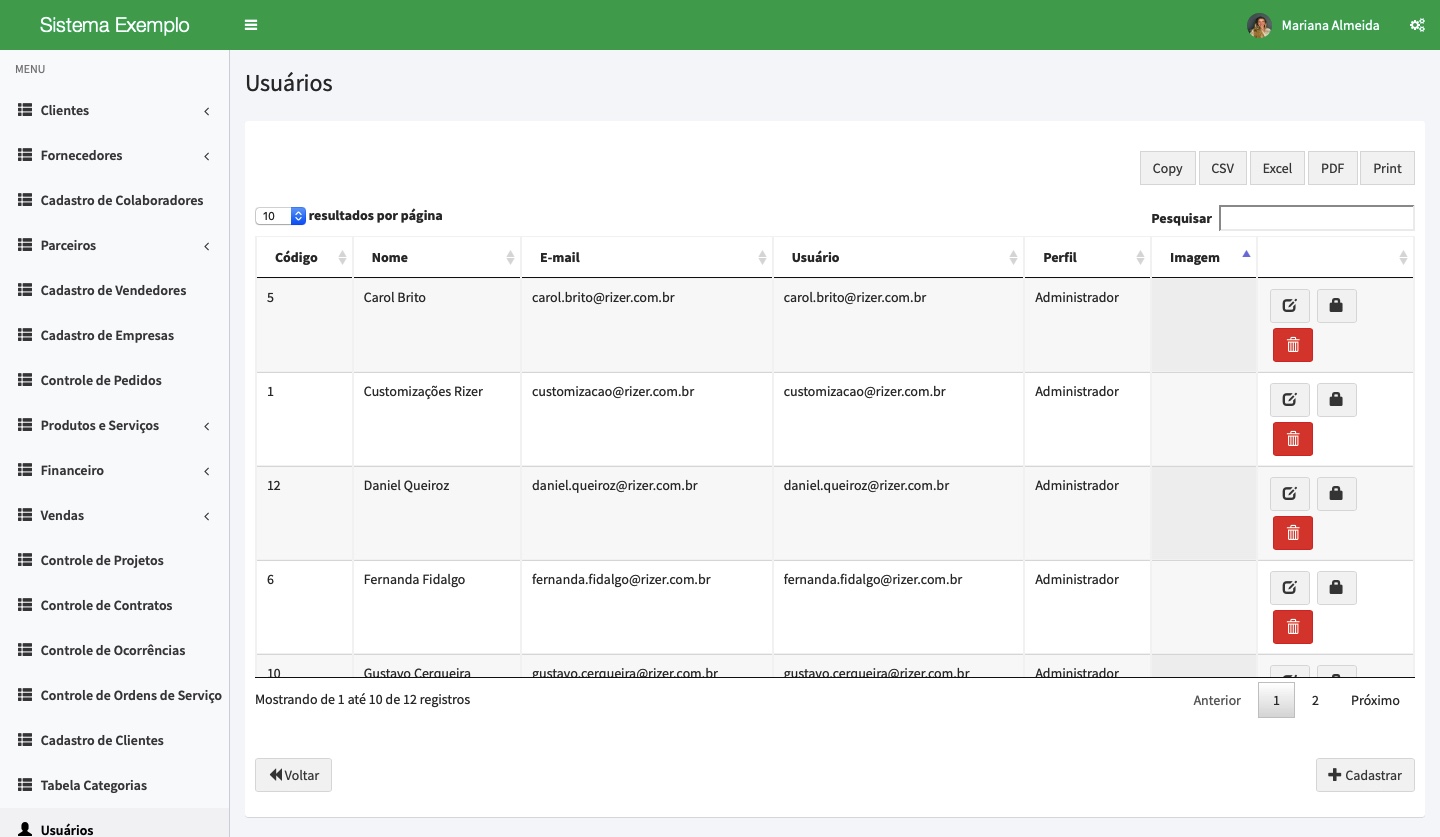 Sistema Exemplo
Mariana Almeida
MENU
Clientes
Fornecedores
Cadastro de Colaboradores
Parceiros
Cadastro de Vendedores
Cadastro de Empresas
Controle de Pedidos
Produtos e Serviços
Financeiro
Vendas
Controle de Projetos
Controle de Contratos
Controle de Ocorrências
Controle de Ordens de Serviço
Cadastro de Clientes
Tabela Categorias
Usuários
Usuários
Copy CSV Excel PDF Print
10 resultados por página
Pesquisar
Código Nome E-mail Usuário Perfil Imagem
5 Carol Brito carol.brito@rizer.com.br carol.brito@rizer.com.br Administrador
1 Customizações Rizer customizacao@rizer.com.br customizacao@rizer.com.br Administrador
12 Daniel Queiroz daniel.queiroz@rizer.com.br daniel.queiroz@rizer.com.br Administrador
6 Fernanda Fidalgo fernanda.fidalgo@rizer.com.br fernanda.fidalgo@rizer.com.br Administrador
10 Gustavo Cerqueira gustavo.cerqueira@rizer.com.br gustavo.cerqueira@rizer.com.br Administrador
Mostrando de 1 até 10 de 12 registros
Anterior 1 2 Próximo
Voltar
Cadastrar